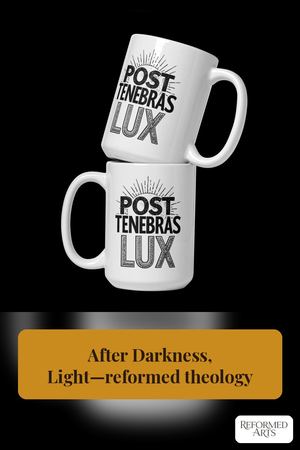 POST
TENEBRAS
LUX
POST
TENEBRAS
LUX
After Darkness,
Light—reformed theology
REFORMED
ARTS